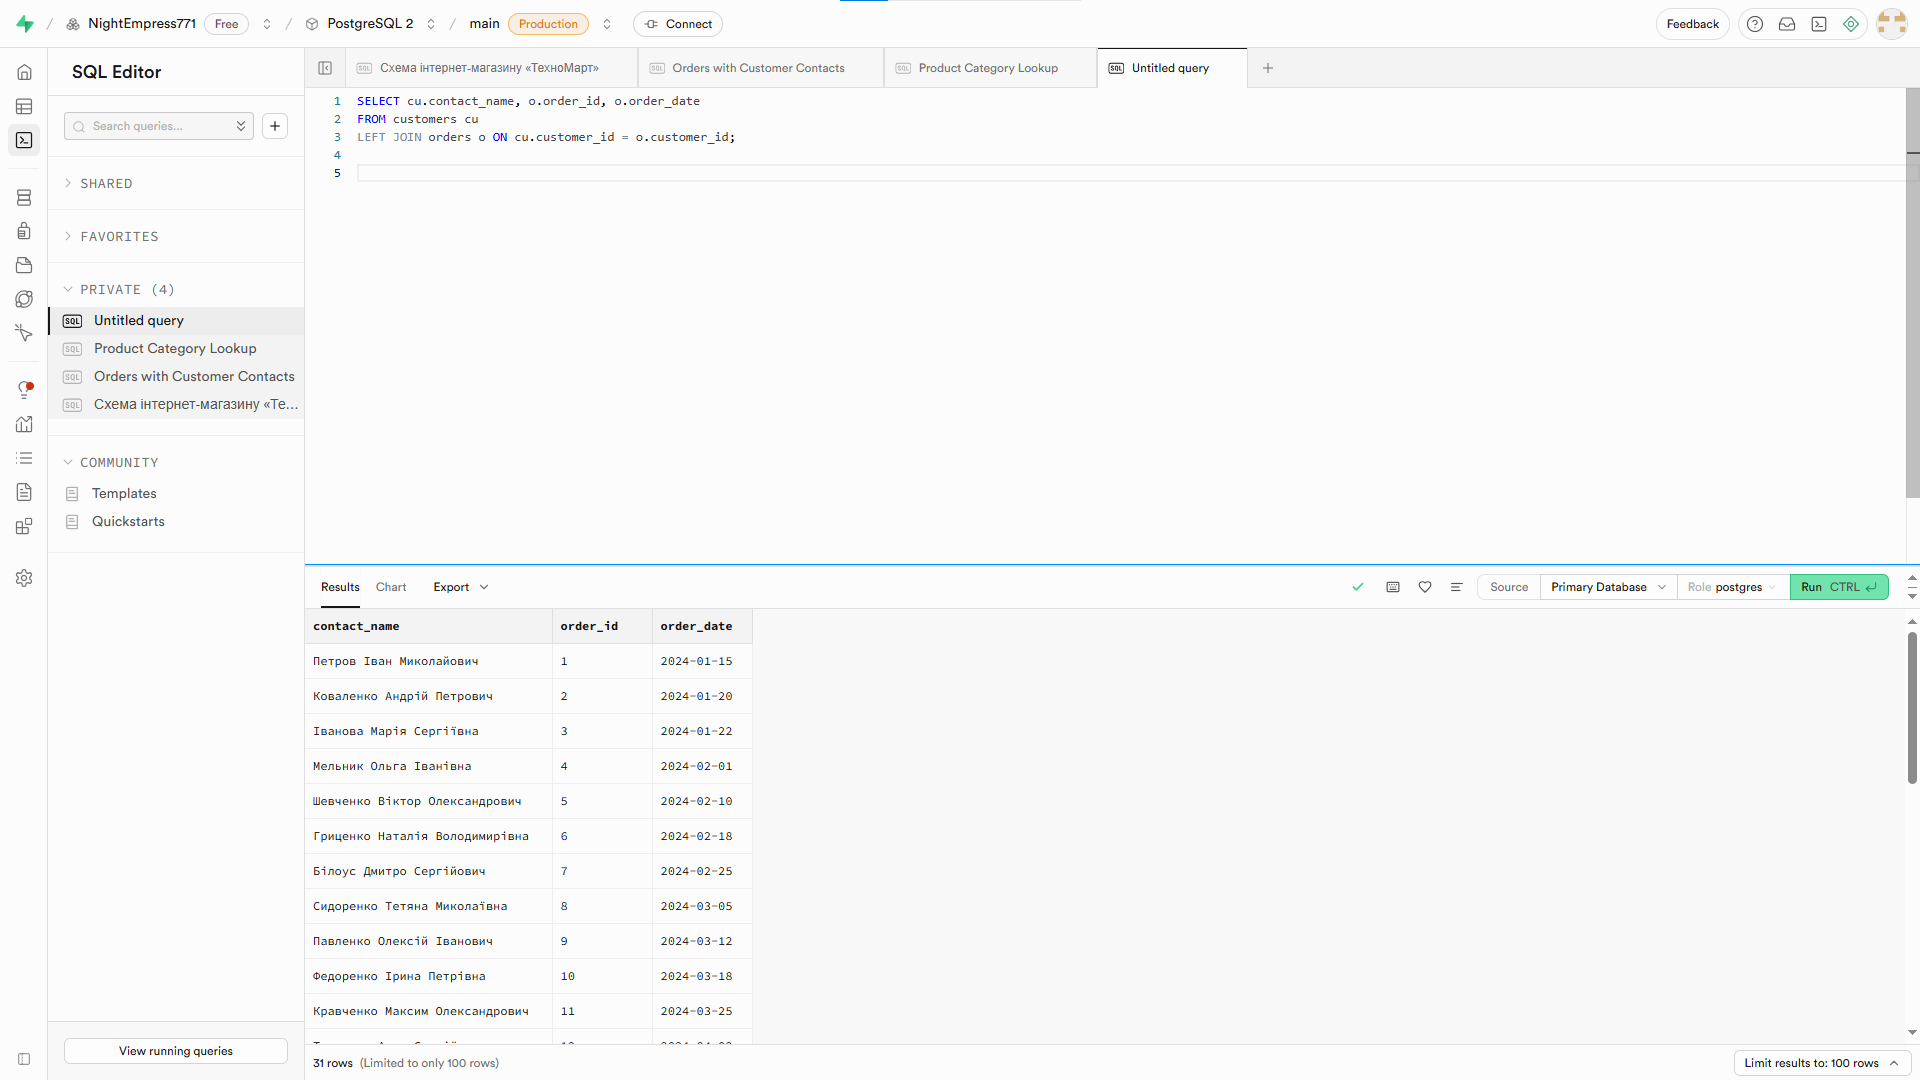 / NightEmpress771 Free / PostgreSQL 2 / main Production Connect Feedback
SQL Editor
Схема інтернет-магазину «ТехноМарт»
Orders with Customer Contacts
Product Category Lookup
Untitled query
Search queries...
SHARED
FAVORITES
PRIVATE (4)
SQL Untitled query
SQL Product Category Lookup
SQL Orders with Customer Contacts
SQL Схема інтернет-магазину «Те...
COMMUNITY
Templates
Quickstarts
View running queries
1 SELECT cu.contact_name, o.order_id, o.order_date
2 FROM customers cu
3 LEFT JOIN orders o ON cu.customer_id = o.customer_id;
4
5
Results Chart Export Source Primary Database Role postgres Run CTRL
contact_name order_id order_date
Петров Іван Миколайович 1 2024-01-15
Коваленко Андрій Петрович 2 2024-01-20
Іванова Марія Сергіївна 3 2024-01-22
Мельник Ольга Іванівна 4 2024-02-01
Шевченко Віктор Олександрович 5 2024-02-10
Гриценко Наталія Володимирівна 6 2024-02-18
Білоус Дмитро Сергійович 7 2024-02-25
Сидоренко Тетяна Миколаївна 8 2024-03-05
Павленко Олексій Іванович 9 2024-03-12
Федоренко Ірина Петрівна 10 2024-03-18
Кравченко Максим Олександрович 11 2024-03-25
31 rows (Limited to only 100 rows)
Limit results to: 100 rows